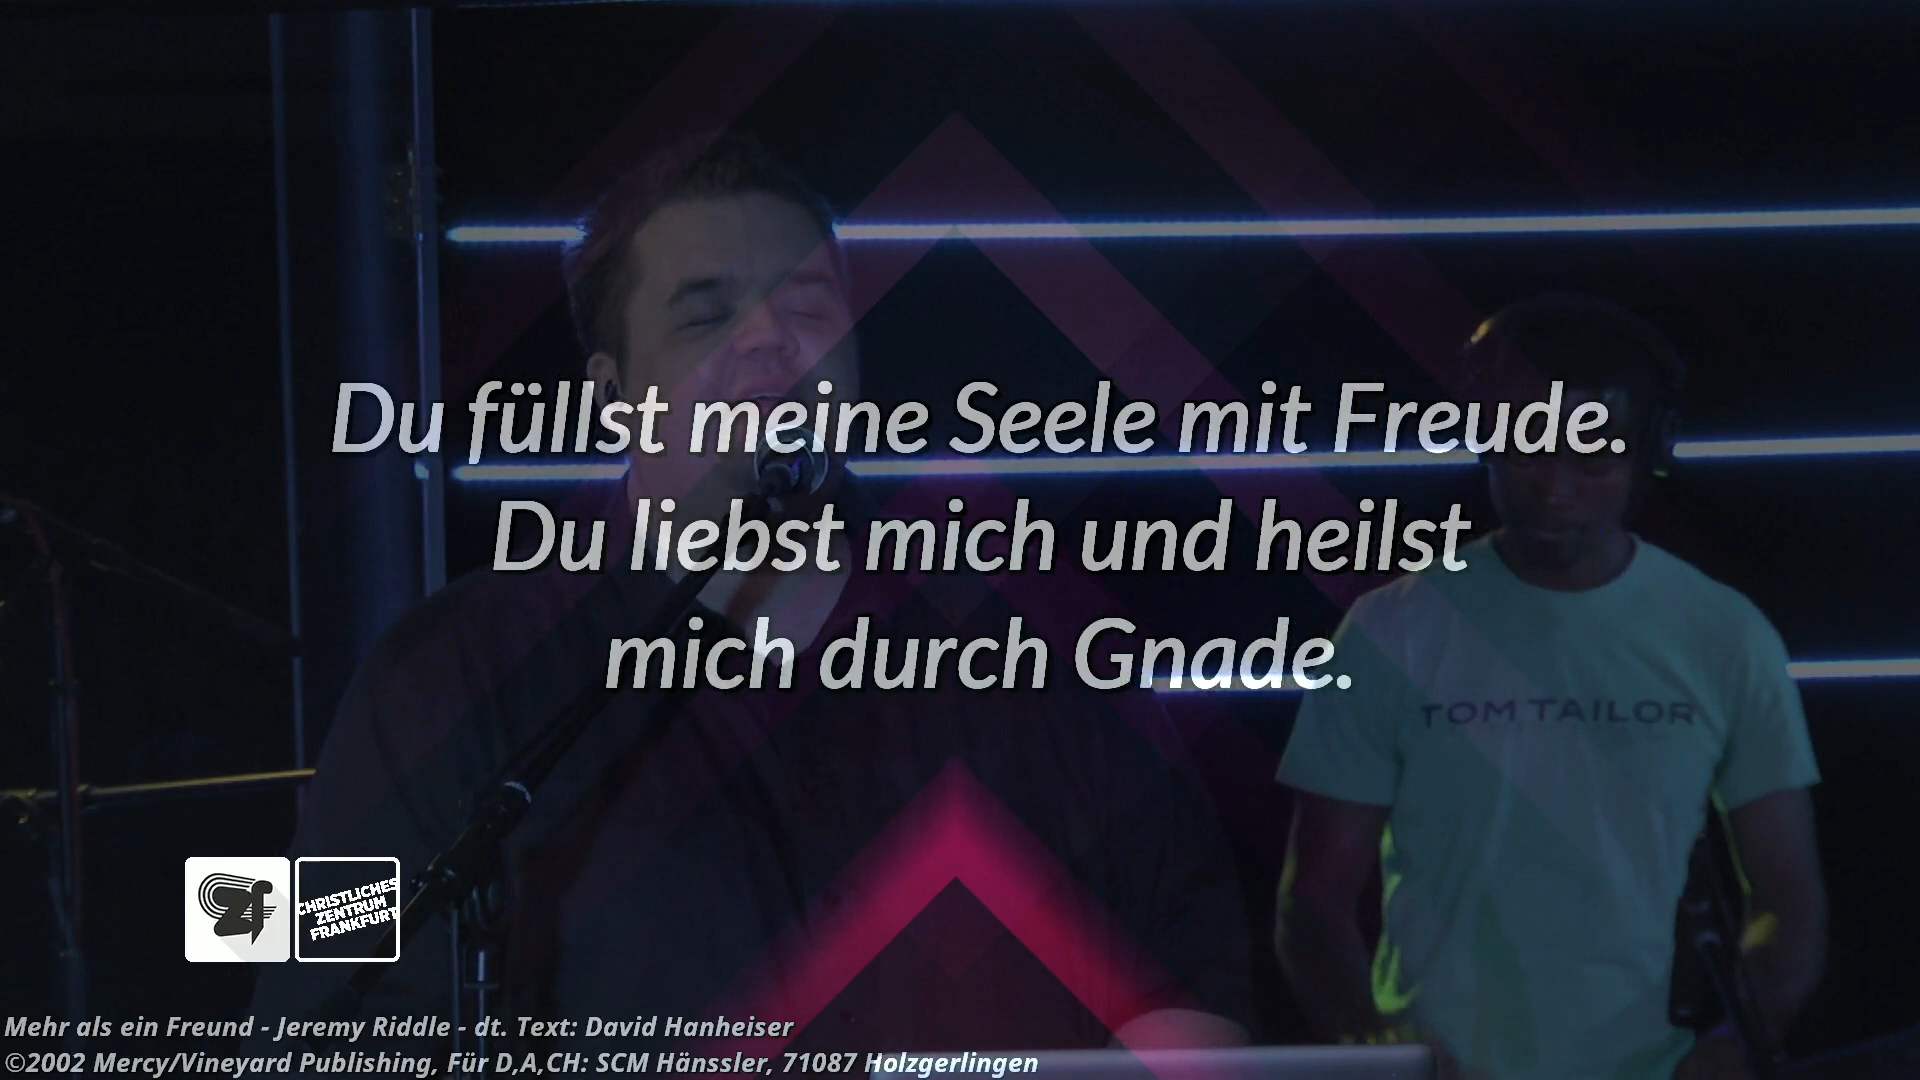 Du füllst meine Seele mit Freude.
Du liebst mich und heilst
mich durch Gnade.
TOM TAILOR
czf
CHRISTLICHES
ZENTRUM
FRANKFURT
Mehr als ein Freund - Jeremy Riddle - dt. Text: David Hanheiser
©2002 Mercy/Vineyard Publishing, Für D,A,CH: SCM Hänssler, 71087 Holzgerlingen